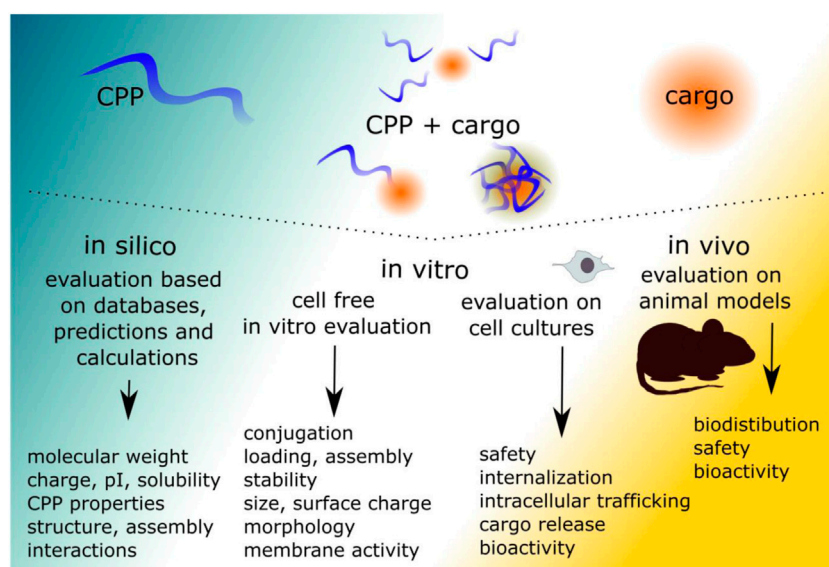 CPP
CPP + cargo
cargo
in silico
evaluation based
on databases,
predictions and
calculations
molecular weight
charge, pI, solubility
CPP properties
structure, assembly
interactions
in vitro
cell free
in vitro evaluation
conjugation
loading, assembly
stability
size, surface charge
morphology
membrane activity
evaluation on
cell cultures
safety
internalization
intracellular trafficking
cargo release
bioactivity
in vivo
evaluation on
animal models
biodistibution
safety
bioactivity